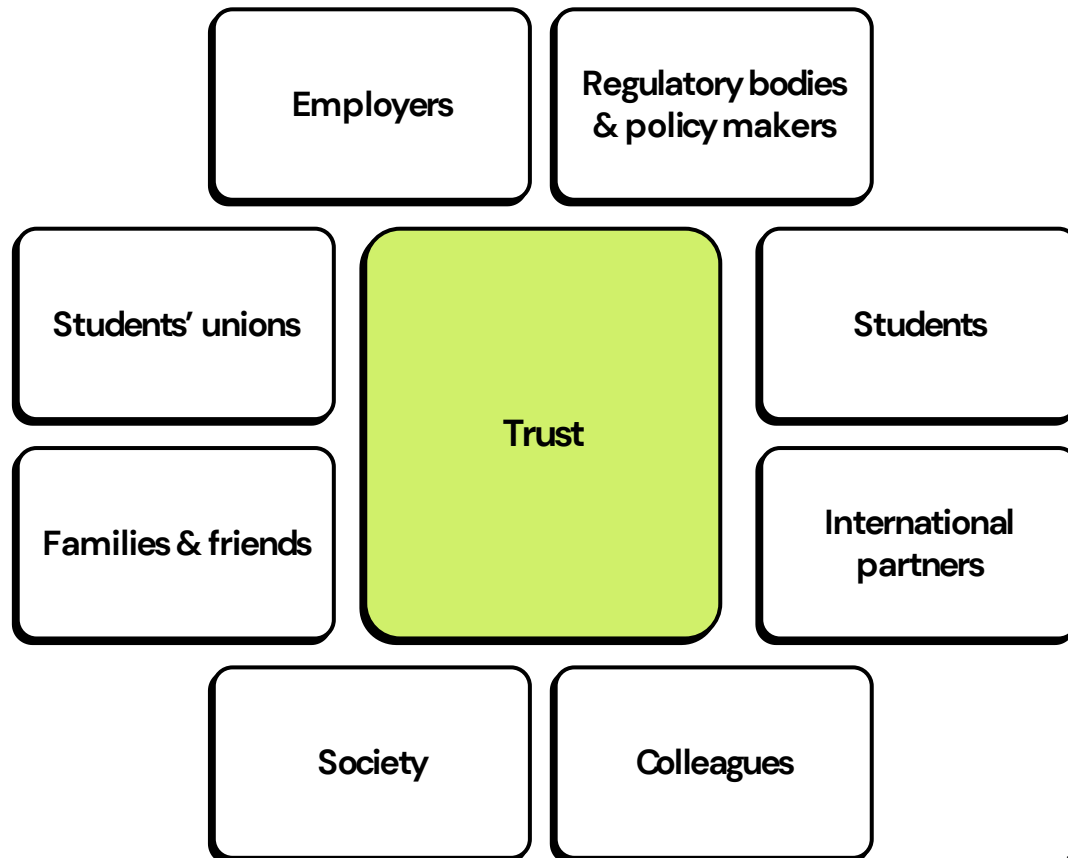 Employers
Regulatory bodies
& policy makers
Students’ unions
Students
Trust
Families & friends
International
partners
Society
Colleagues